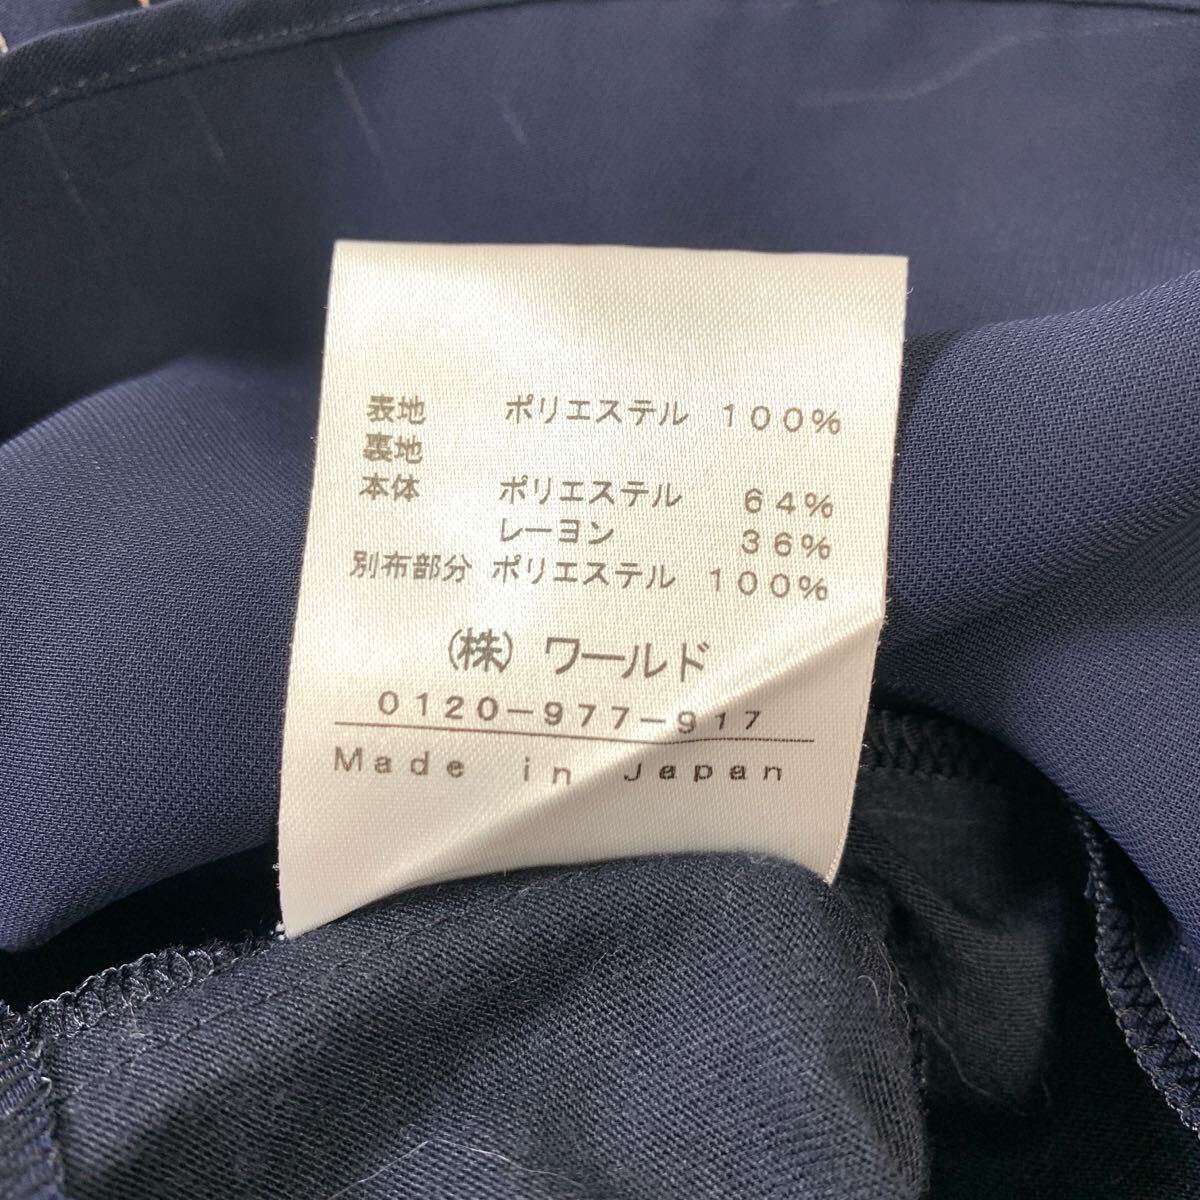 表地 ポリエステル 100%
裏地
本体 ポリエステル 64%
レーヨン 36%
別布部分 ポリエステル 100%
(株) ワールド
0120-977-917
Made in Japan